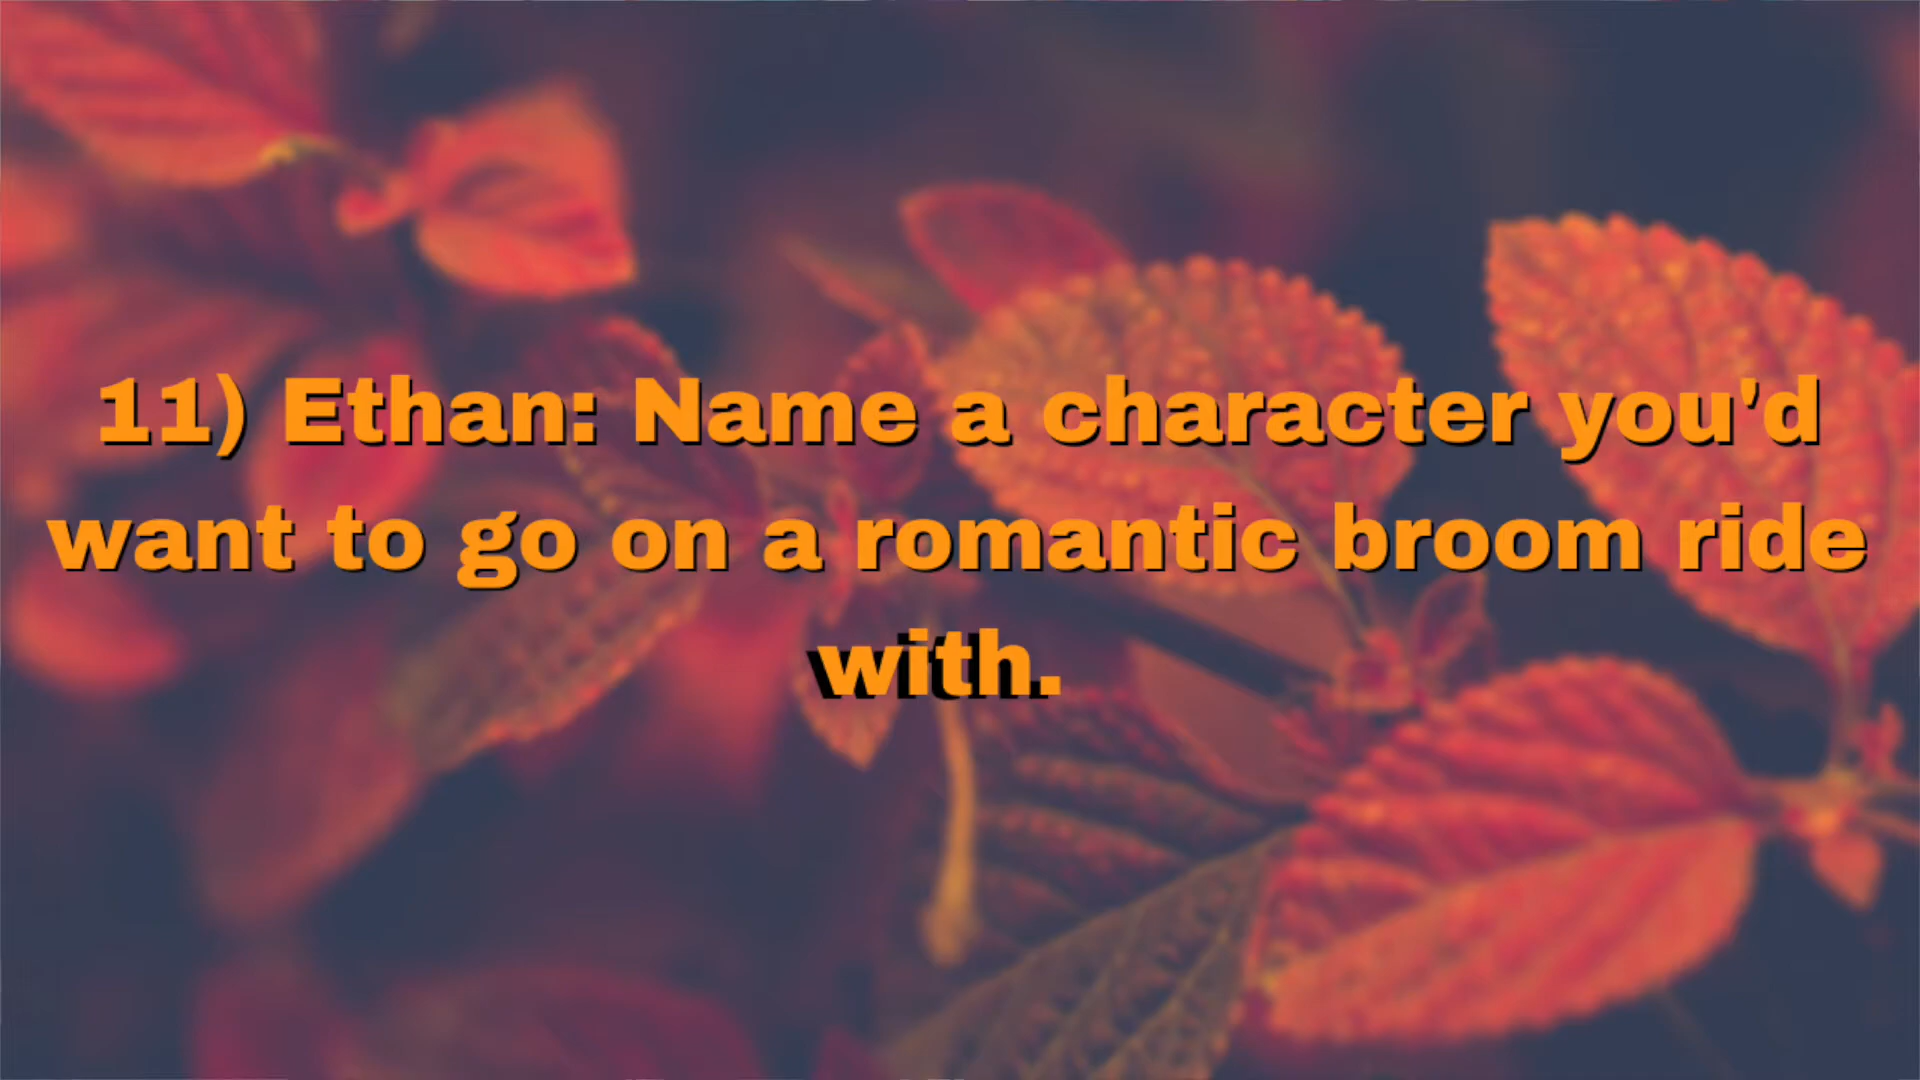 11) Ethan: Name a character you'd
want to go on a romantic broom ride
with.